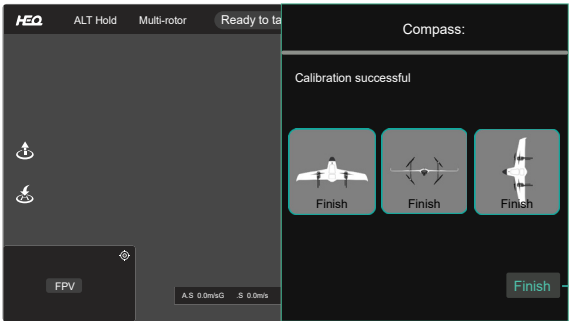 HEQ ALT Hold Multi-rotor Ready to ta
Compass:
Calibration successful
Finish Finish Finish
Finish
FPV
A.S 0.0m/sG .S 0.0m/s